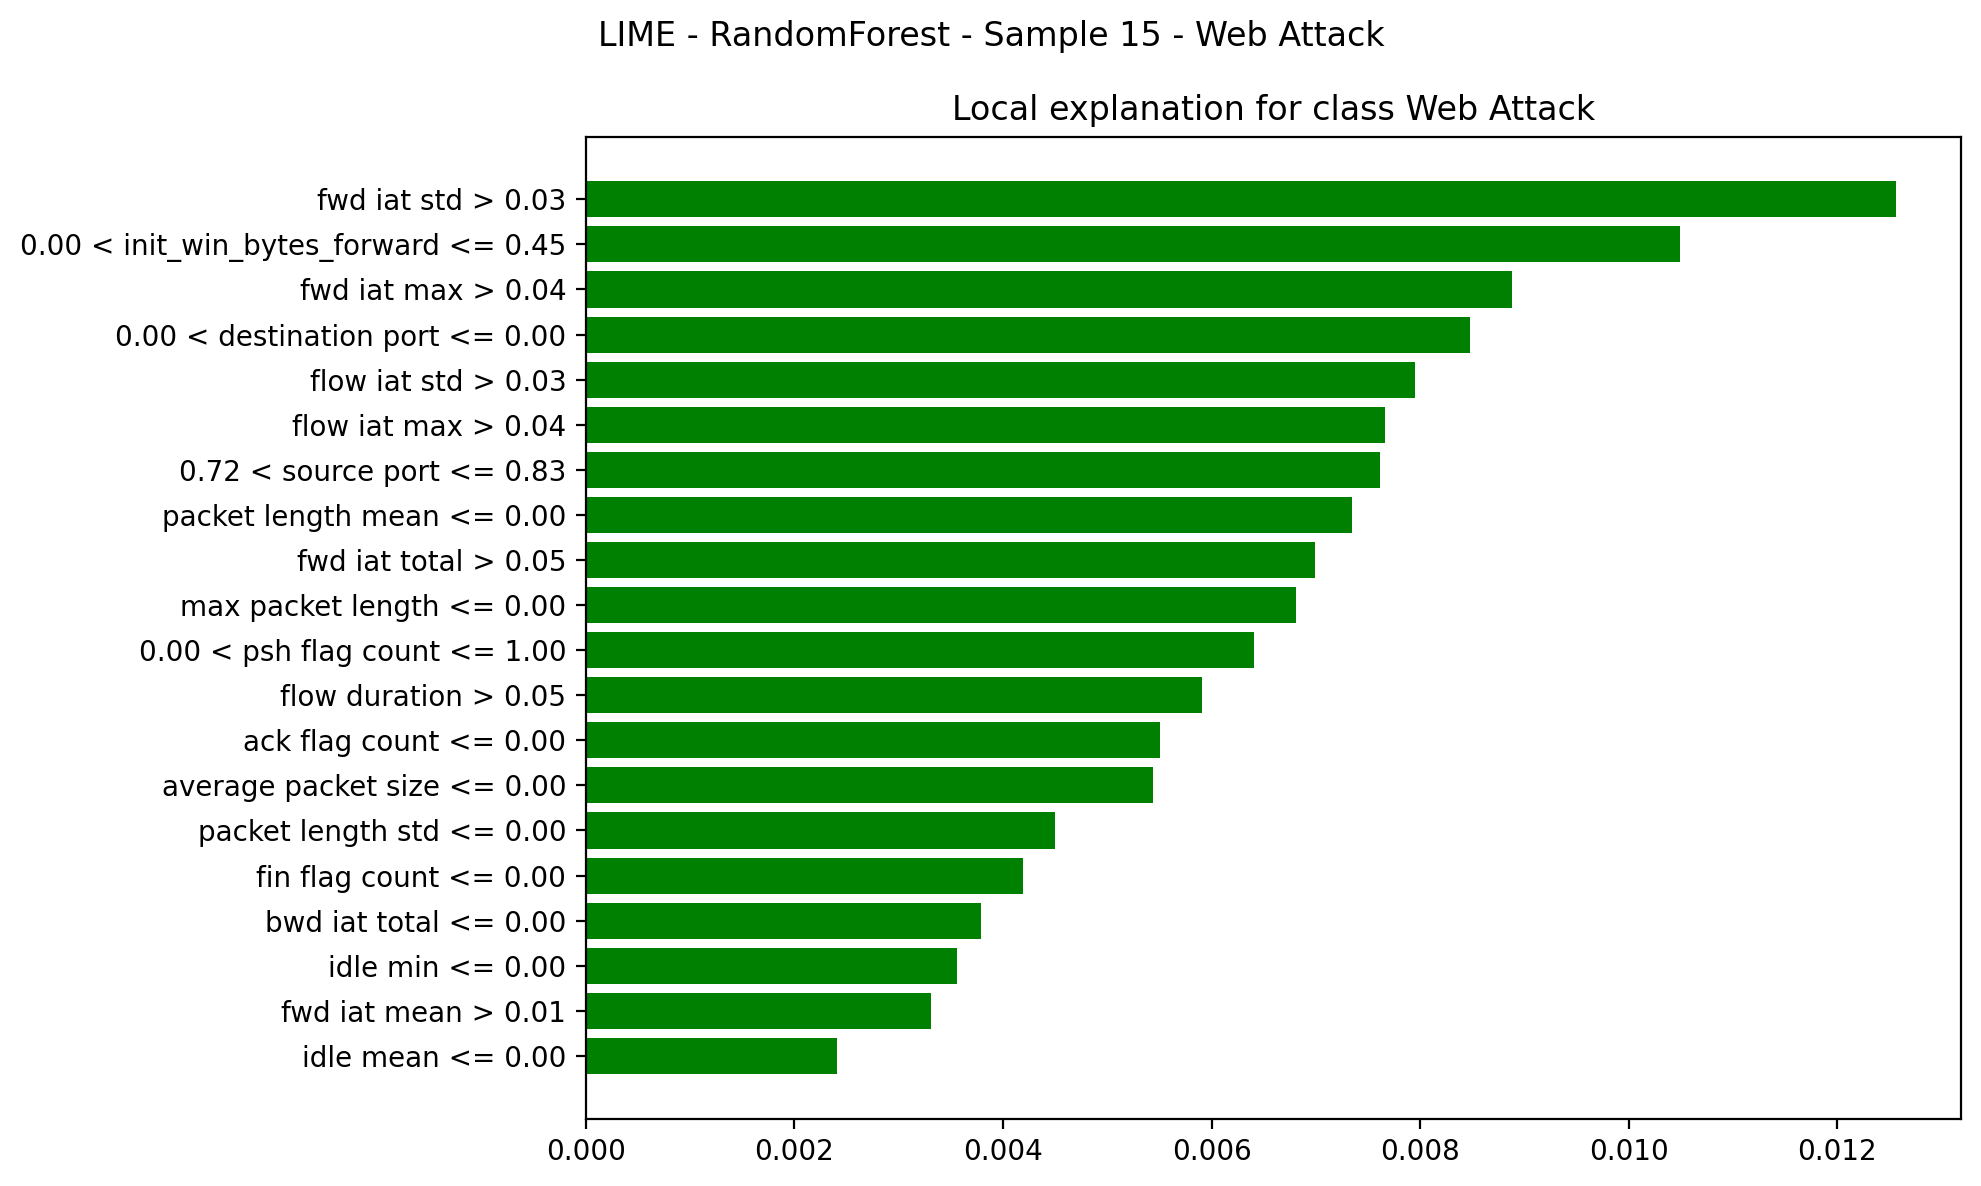 LIME - RandomForest - Sample 15 - Web Attack
Local explanation for class Web Attack
fwd iat std > 0.03
0.00 < init_win_bytes_forward <= 0.45
fwd iat max > 0.04
0.00 < destination port <= 0.00
flow iat std > 0.03
flow iat max > 0.04
0.72 < source port <= 0.83
packet length mean <= 0.00
fwd iat total > 0.05
max packet length <= 0.00
0.00 < psh flag count <= 1.00
flow duration > 0.05
ack flag count <= 0.00
average packet size <= 0.00
packet length std <= 0.00
fin flag count <= 0.00
bwd iat total <= 0.00
idle min <= 0.00
fwd iat mean > 0.01
idle mean <= 0.00
0.000 0.002 0.004 0.006 0.008 0.010 0.012